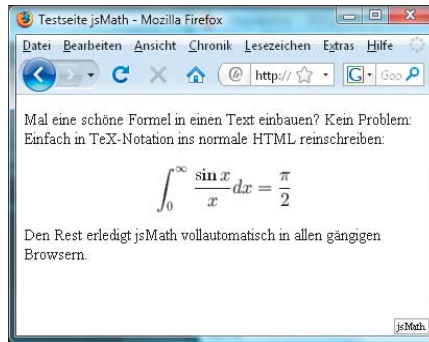 Testseite jsMath - Mozilla Firefox
Datei Bearbeiten Ansicht Chronik Lesezeichen Extras Hilfe
http:// G Goo
Mal eine schöne Formel in einen Text einbauen? Kein Problem:
Einfach in TeX-Notation ins normale HTML reinschreiben:
∫₀^∞ sin x / x dx = π / 2
Den Rest erledigt jsMath vollautomatisch in allen gängigen
Browsern.
jsMath